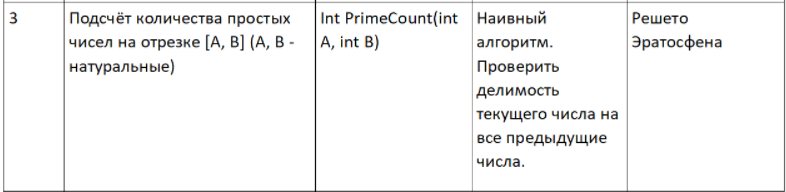 3
Подсчёт количества простых
чисел на отрезке [A, B] (A, B -
натуральные)
Int PrimeCount(int
A, int B)
Наивный
алгоритм.
Проверить
делимость
текущего числа на
все предыдущие
числа.
Решето
Эратосфена